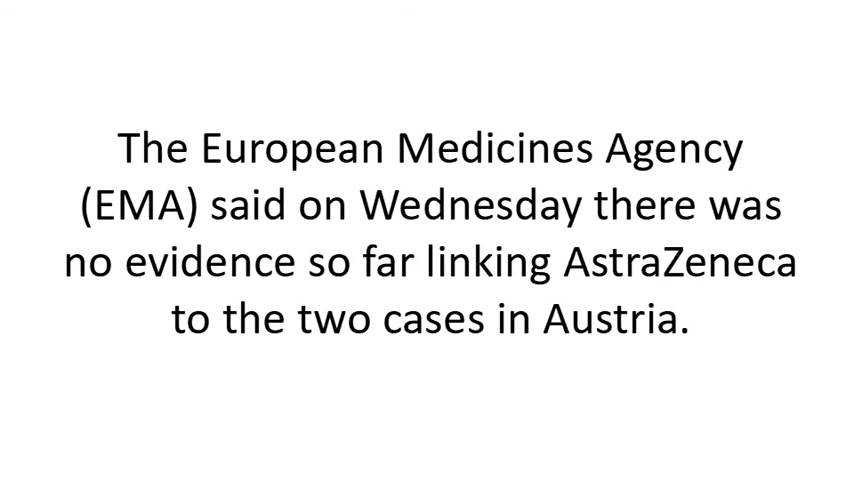 The European Medicines Agency
(EMA) said on Wednesday there was
no evidence so far linking AstraZeneca
to the two cases in Austria.